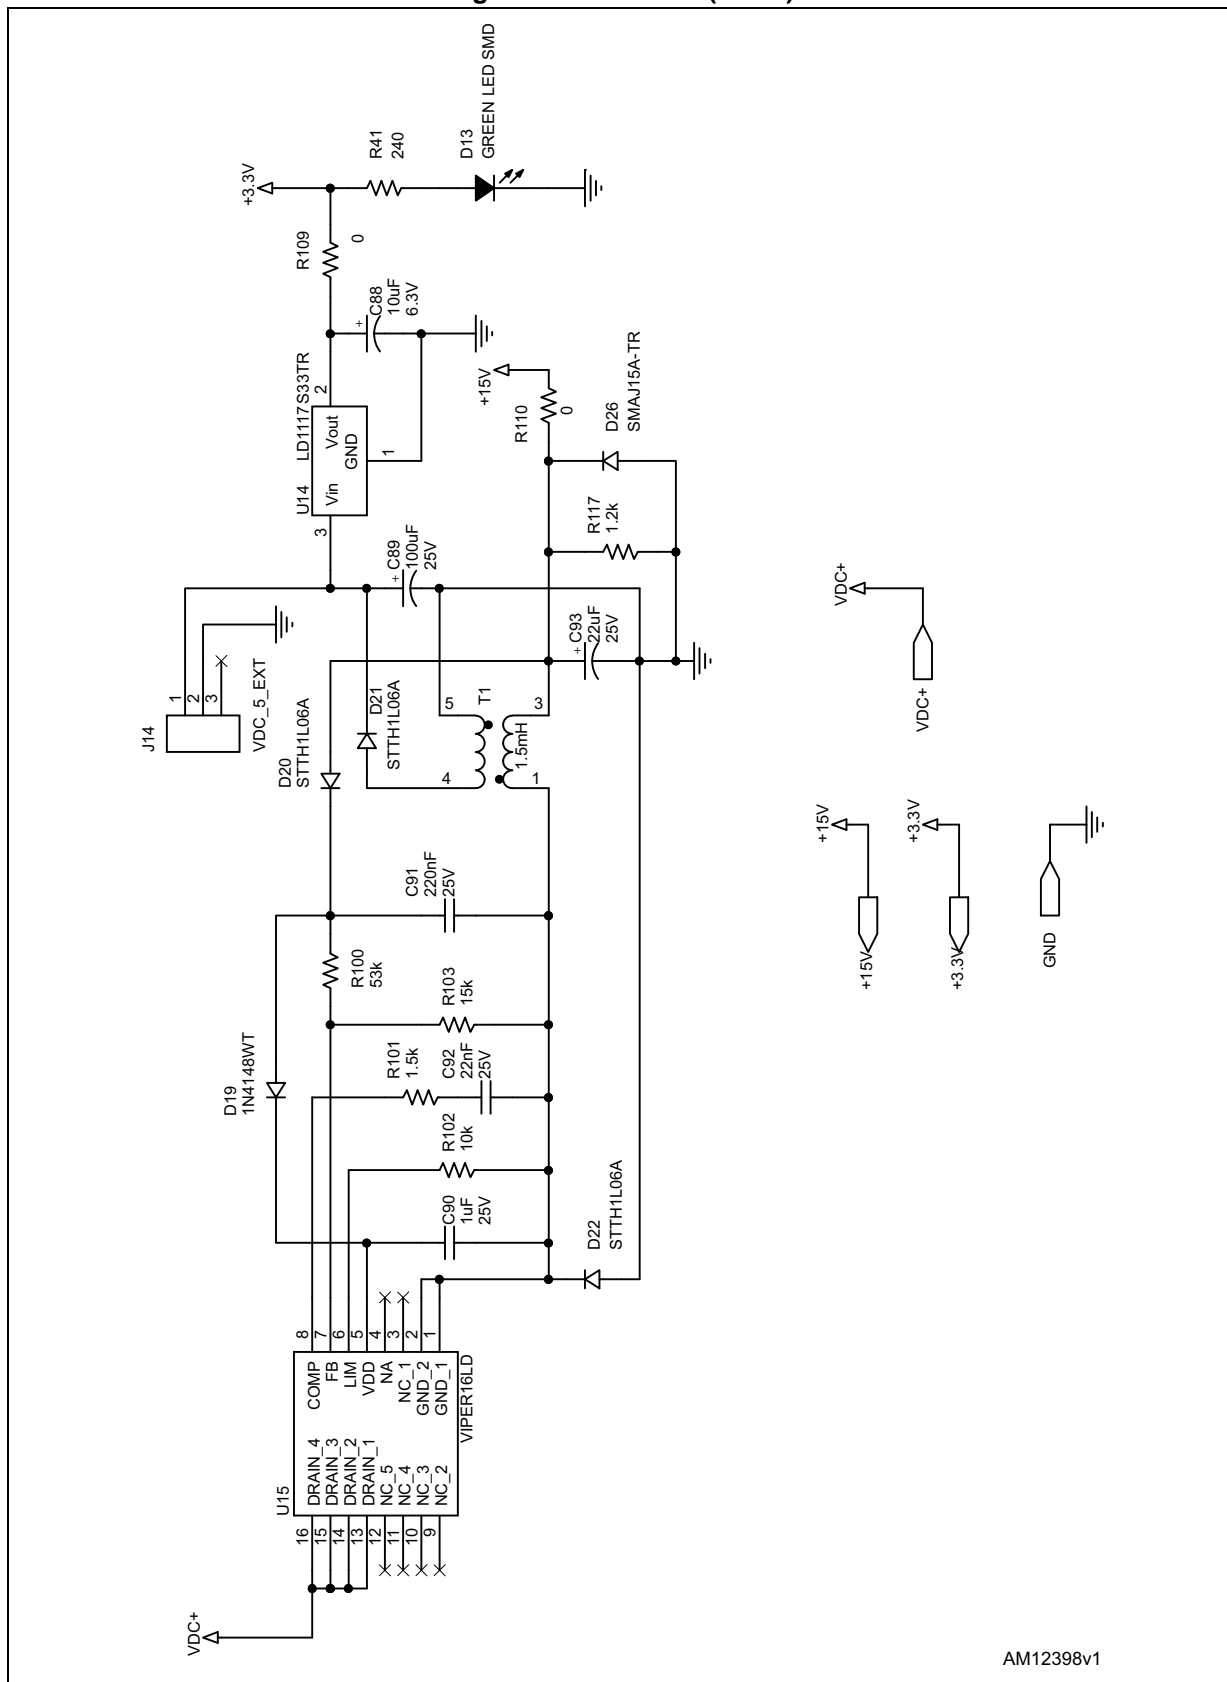 +3.3V
R41
240
D13
GREEN LED SMD
R109
0
C88
10uF
6.3V
+
U14
LD1117S33TR
Vin
Vout
GND
2
1
3
+15V
R110
0
D26
SMAJ15A-TR
R117
1.2k
C89
100uF
25V
+
C93
22uF
25V
+
J14
1
2
3
VDC_5_EXT
D20
STTH1L06A
D21
STTH1L06A
T1
5
4
3
1
1.5mH
C91
220nF
25V
R100
53k
R103
15k
R101
1.5k
C92
22nF
25V
R102
10k
C90
1uF
25V
D19
1N4148WT
D22
STTH1L06A
U15
VIPER16LD
8
7
6
5
4
3
2
1
COMP
FB
LIM
VDD
NA
NC_1
GND_2
GND_1
DRAIN_4
DRAIN_3
DRAIN_2
DRAIN_1
NC_5
NC_4
NC_3
NC_2
16
15
14
13
12
11
10
9
VDC+
VDC+
VDC+
+15V
+15V
+3.3V
+3.3V
GND
AM12398v1